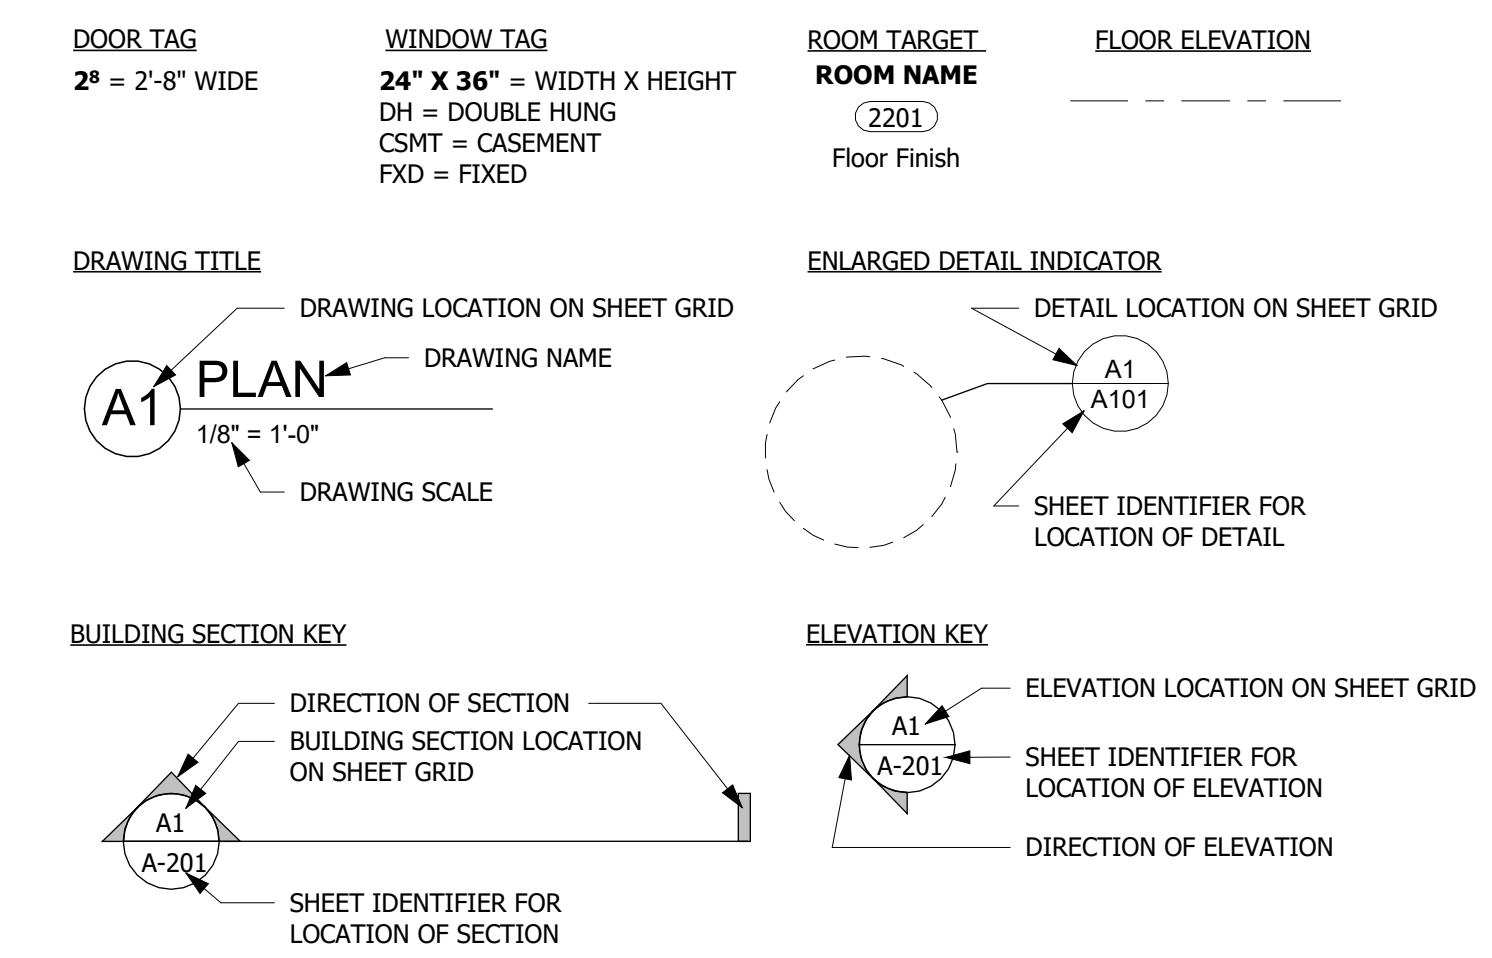 DOOR TAG
2⁸ = 2'-8" WIDE
WINDOW TAG
24" X 36" = WIDTH X HEIGHT
DH = DOUBLE HUNG
CSMT = CASEMENT
FXD = FIXED
ROOM TARGET
ROOM NAME
2201
Floor Finish
FLOOR ELEVATION
DRAWING TITLE
DRAWING LOCATION ON SHEET GRID
PLAN
DRAWING NAME
A1
1/8" = 1'-0"
DRAWING SCALE
ENLARGED DETAIL INDICATOR
DETAIL LOCATION ON SHEET GRID
A1
A101
SHEET IDENTIFIER FOR
LOCATION OF DETAIL
BUILDING SECTION KEY
DIRECTION OF SECTION
BUILDING SECTION LOCATION
ON SHEET GRID
A1
A-201
SHEET IDENTIFIER FOR
LOCATION OF SECTION
ELEVATION KEY
ELEVATION LOCATION ON SHEET GRID
A1
A-201
SHEET IDENTIFIER FOR
LOCATION OF ELEVATION
DIRECTION OF ELEVATION